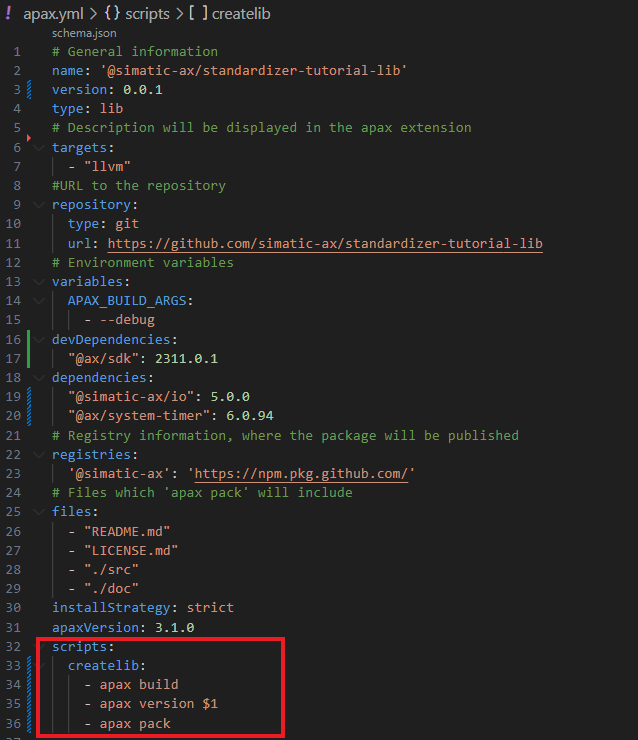 ! apax.yml > {} scripts > [ ] createlib
schema.json
1 # General information
2 name: '@simatic-ax/standardizer-tutorial-lib'
3 version: 0.0.1
4 type: lib
5 # Description will be displayed in the apax extension
6 targets:
7 - "llvm"
8 #URL to the repository
9 repository:
10 type: git
11 url: https://github.com/simatic-ax/standardizer-tutorial-lib
12 # Environment variables
13 variables:
14 APAX_BUILD_ARGS:
15 - --debug
16 devDependencies:
17 "@ax/sdk": 2311.0.1
18 dependencies:
19 "@simatic-ax/io": 5.0.0
20 "@ax/system-timer": 6.0.94
21 # Registry information, where the package will be published
22 registries:
23 '@simatic-ax': 'https://npm.pkg.github.com/'
24 # Files which 'apax pack' will include
25 files:
26 - "README.md"
27 - "LICENSE.md"
28 - "./src"
29 - "./doc"
30 installStrategy: strict
31 apaxVersion: 3.1.0
32 scripts:
33 createlib:
34 - apax build
35 - apax version $1
36 - apax pack